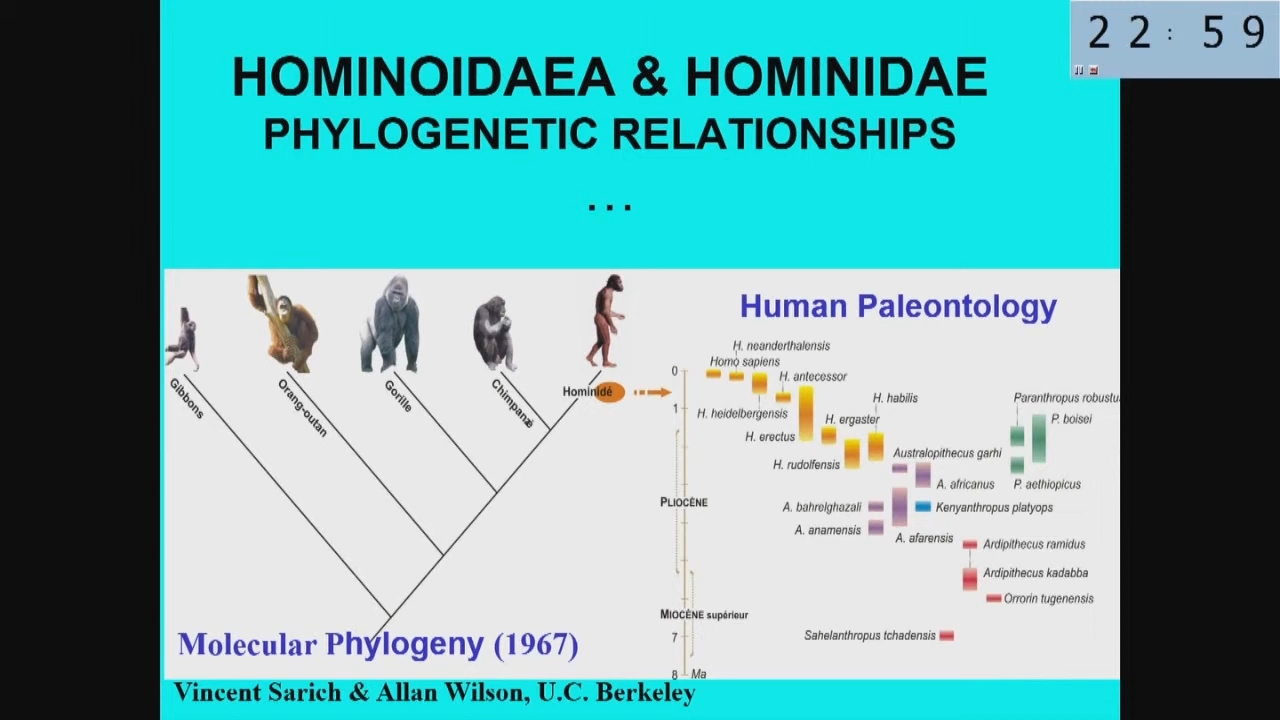 22:59
HOMINOIDAEA & HOMINIDAE
PHYLOGENETIC RELATIONSHIPS
...
Gibbons
Orang-outan
Gorille
Chimpanzé
Hominidé
Molecular Phylogeny (1967)
Human Paleontology
H. neanderthalensis
Homo sapiens
0
H. antecessor
H. habilis
Paranthropus robustu
1
H. heidelbergensis
H. ergaster
P. boisei
H. erectus
Australopithecus garhi
H. rudolfensis
A. africanus
P. aethiopicus
PLIOCÈNE
A. bahrelghazali
Kenyanthropus platyops
A. anamensis
A. afarensis
Ardipithecus ramidus
Ardipithecus kadabba
Orrorin tugenensis
MIOCÈNE supérieur
7
Sahelanthropus tchadensis
8 Ma
Vincent Sarich & Allan Wilson, U.C. Berkeley